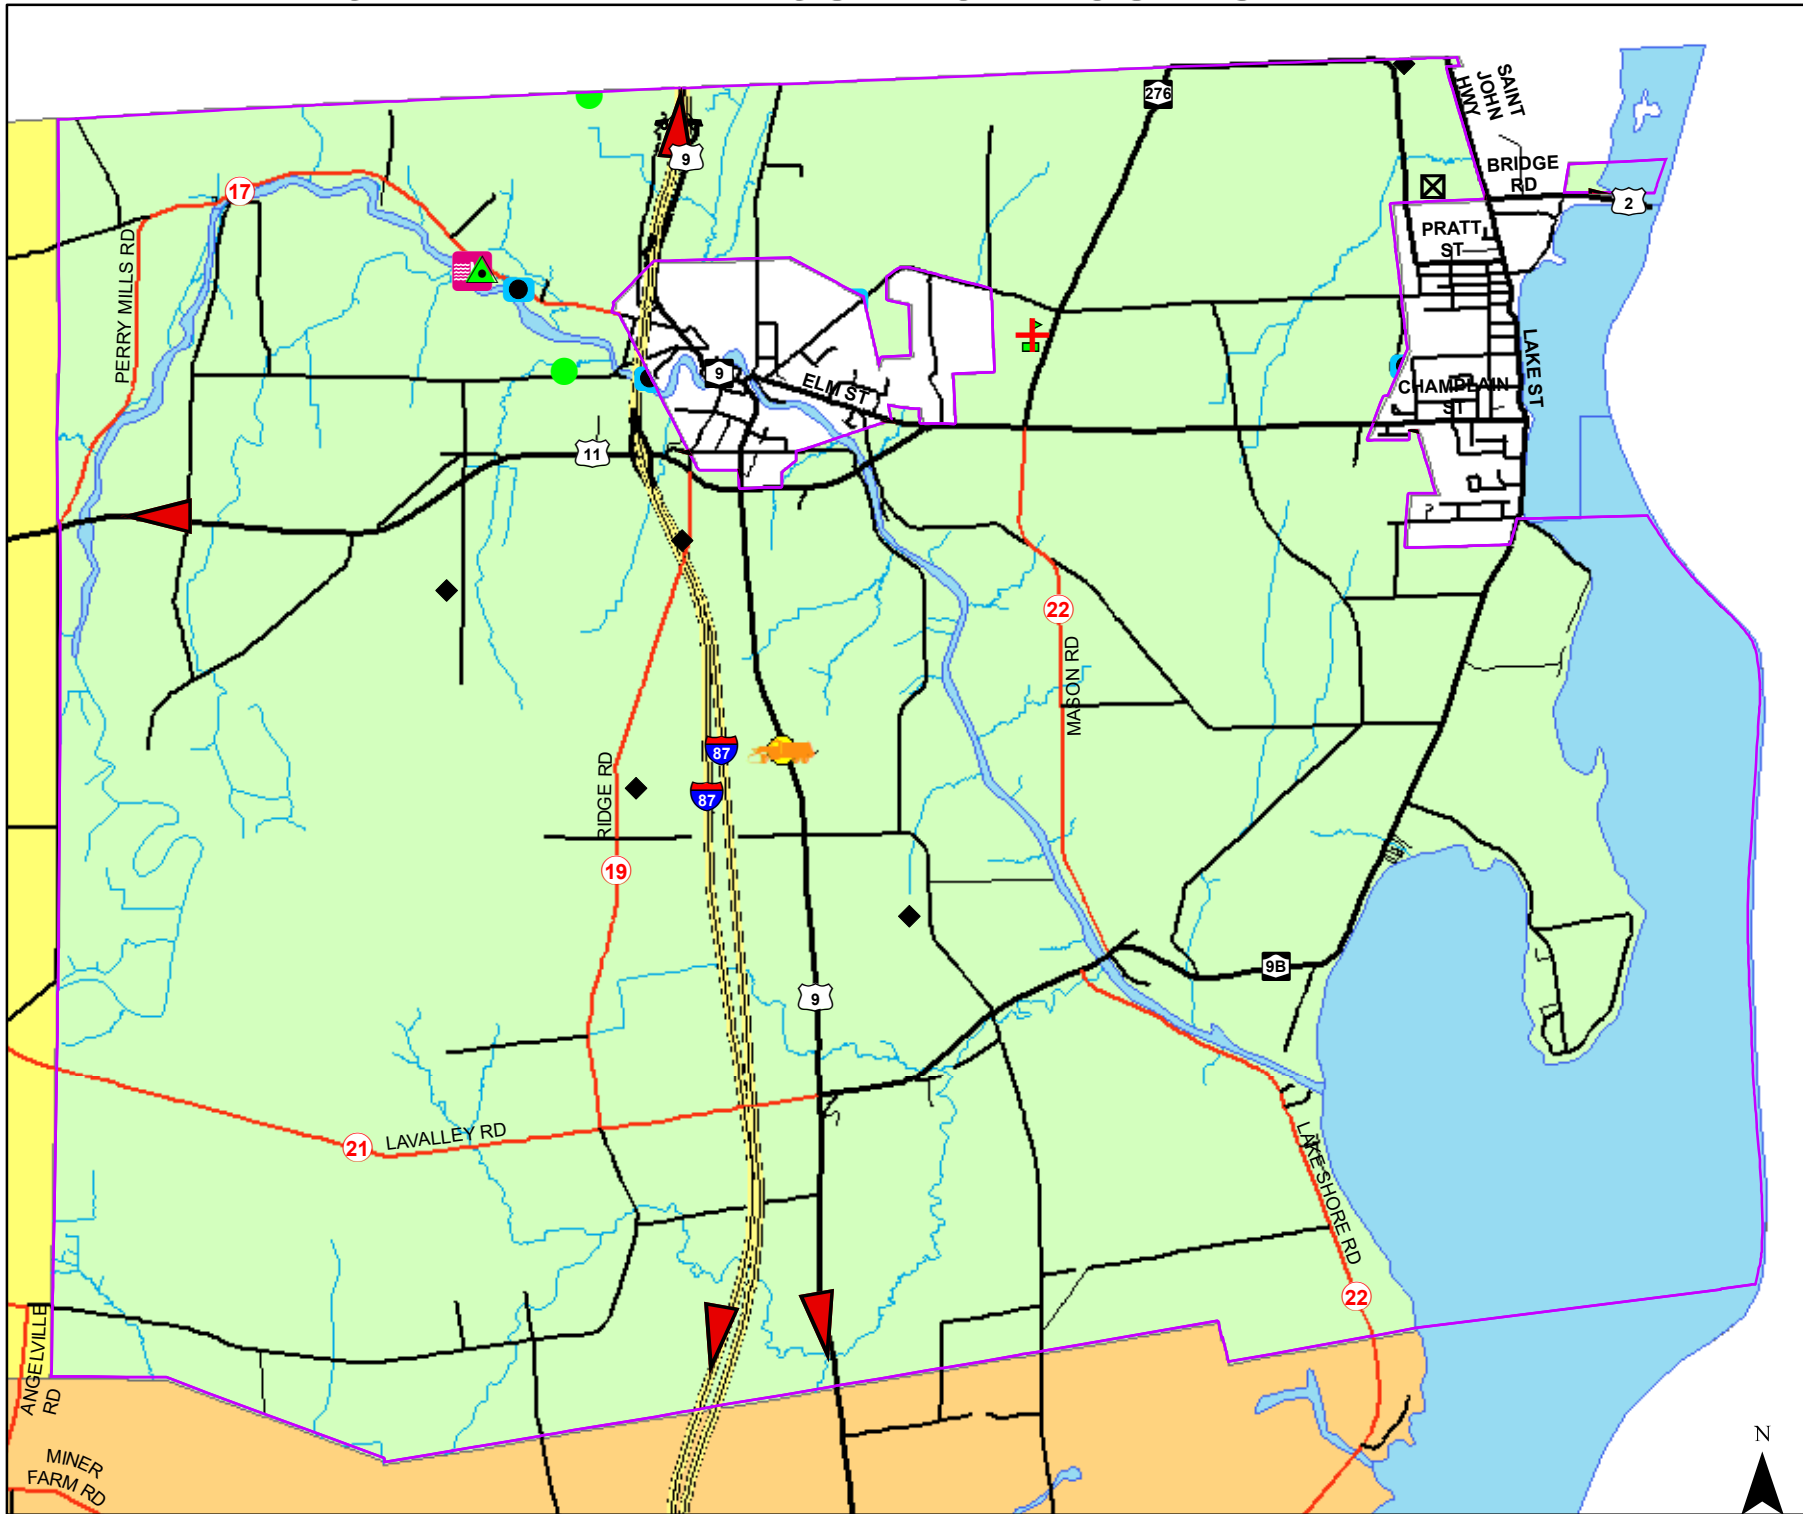 276
SAINT
JOHN
HWY
9
BRIDGE
RD
17
2
PRATT
ST
PERRY MILLS RD
LAKE ST
9
ELM ST
CHAMPLAIN
ST
11
22
MASON RD
87
RIDGE RD
87
19
9B
9
21
LAVALLEY RD
LAKE SHORE RD
22
ANGELVILLE
RD
MINER
FARM RD
N